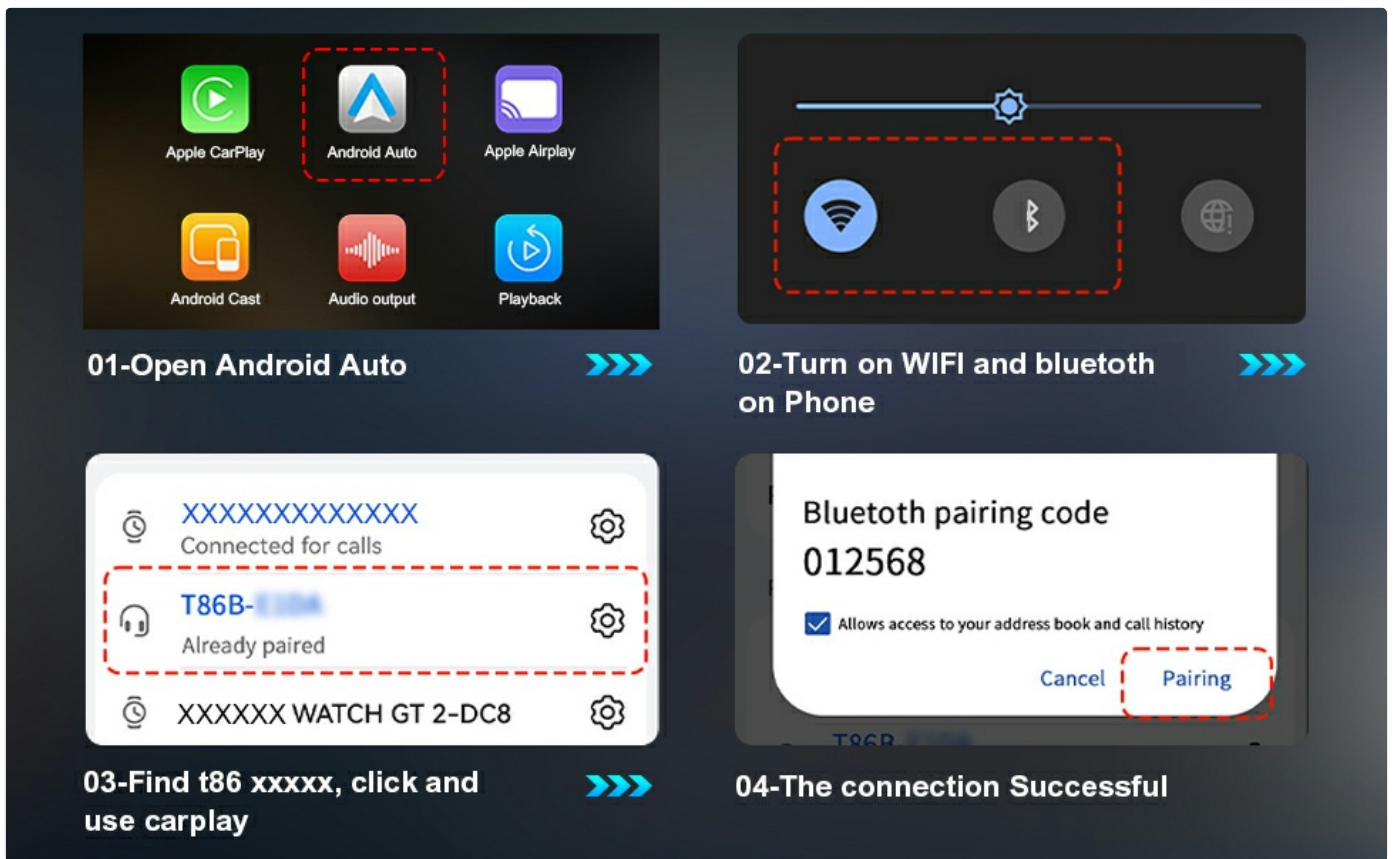 Apple CarPlay
Android Auto
Apple Airplay
Android Cast
Audio output
Playback
01-Open Android Auto
02-Turn on WIFI and bluetoth
on Phone
XXXXXXXXXXXXX
Connected for calls
T86B-
Already paired
XXXXXX WATCH GT 2-DC8
03-Find t86 xxxxx, click and
use carplay
Bluetoth pairing code
012568
Allows access to your address book and call history
Cancel
Pairing
T86B
04-The connection Successful